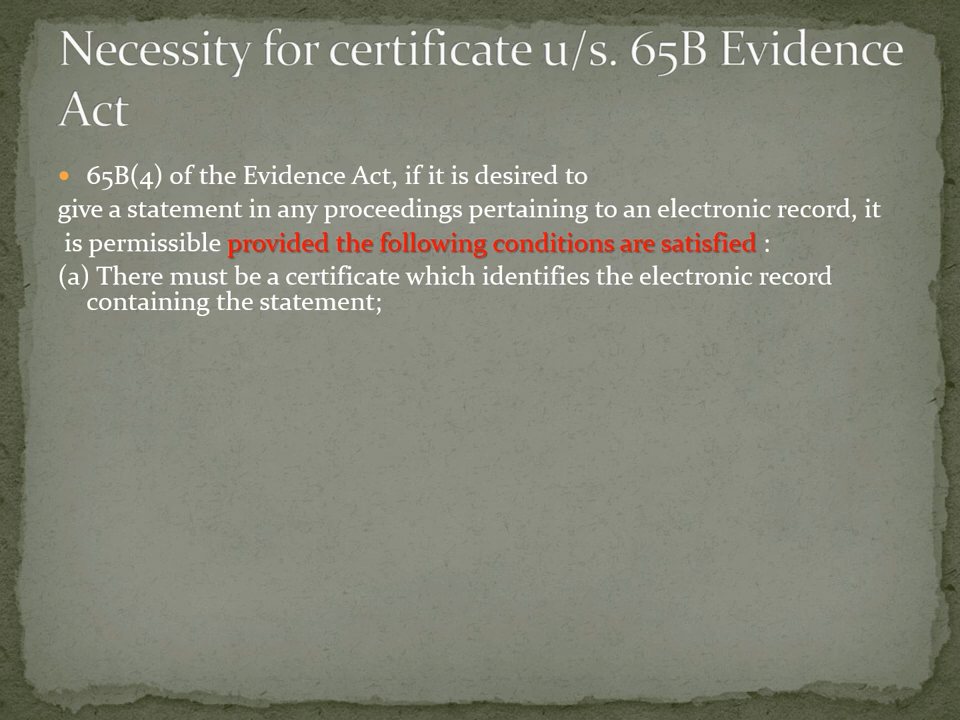 Necessity for certificate u/s. 65B Evidence
Act
• 65B(4) of the Evidence Act, if it is desired to
give a statement in any proceedings pertaining to an electronic record, it
is permissible provided the following conditions are satisfied :
(a) There must be a certificate which identifies the electronic record
containing the statement;